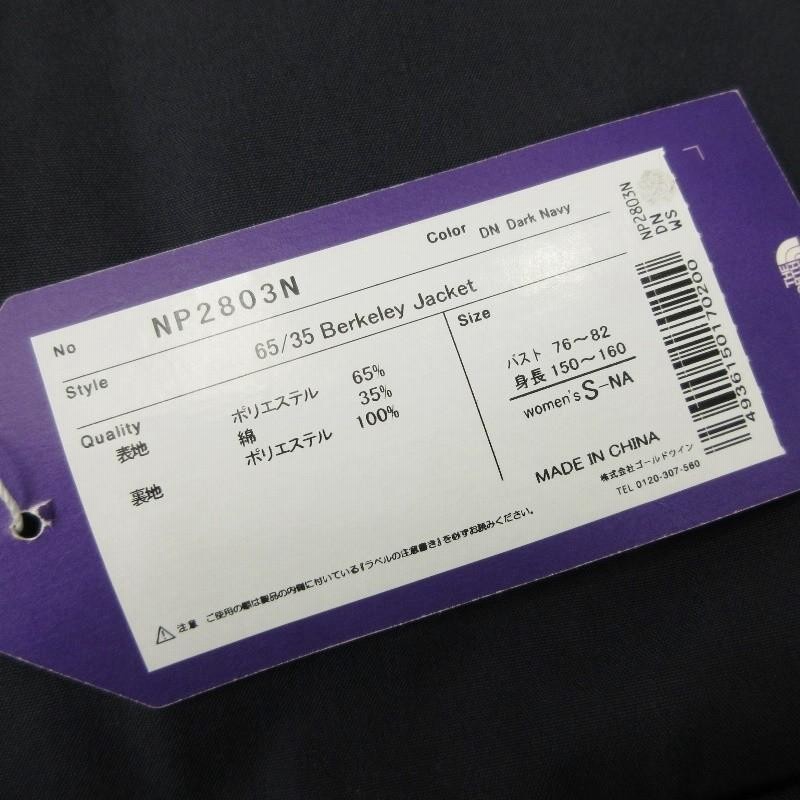 No NP2803N
Color DN Dark Navy
Style 65/35 Berkeley Jacket
Quality
表地 ポリエステル 65%
綿 35%
裏地 ポリエステル 100%
Size
バスト 76～82
身長 150～160
women's S-NA
MADE IN CHINA
株式会社ゴールドウイン
TEL 0120-307-560
⚠注意 ご使用の際は製品の内側に付いている『ラベルの注意書き』を必ずお読みください。
NP2803N
DN
WS
4936150170200
THE